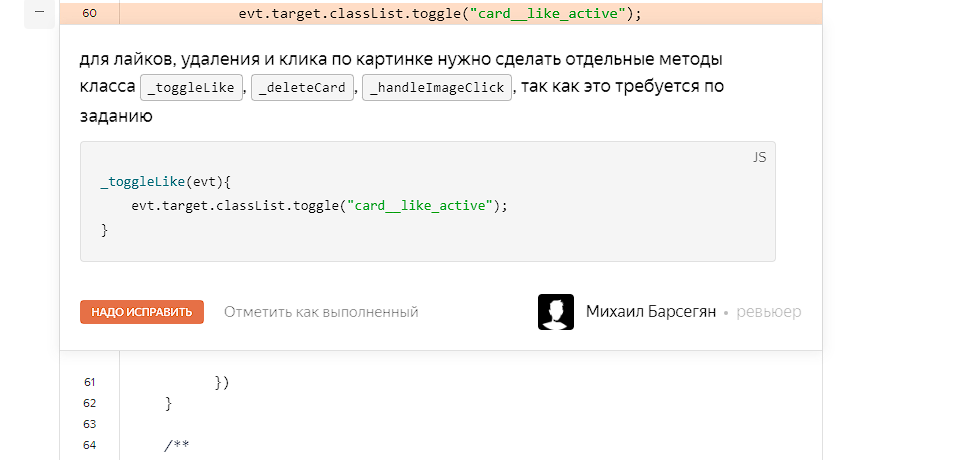 60 evt.target.classList.toggle("card__like_active");
для лайков, удаления и клика по картинке нужно сделать отдельные методы
класса _toggleLike, _deleteCard, _handleImageClick, так как это требуется по
заданию
JS
_toggleLike(evt){
evt.target.classList.toggle("card__like_active");
}
НАДО ИСПРАВИТЬ Отметить как выполненный Михаил Барсегян • ревьюер
61 })
62 }
63
64 /**